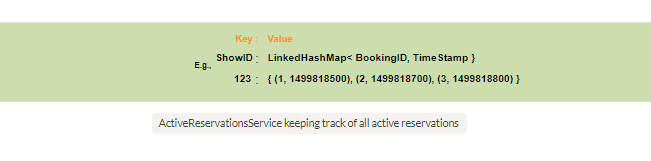 Key : Value
ShowID : LinkedHashMap< BookingID, TimeStamp }
E.g.,
123 : { (1, 1499818500), (2, 1499818700), (3, 1499818800) }
ActiveReservationsService keeping track of all active reservations